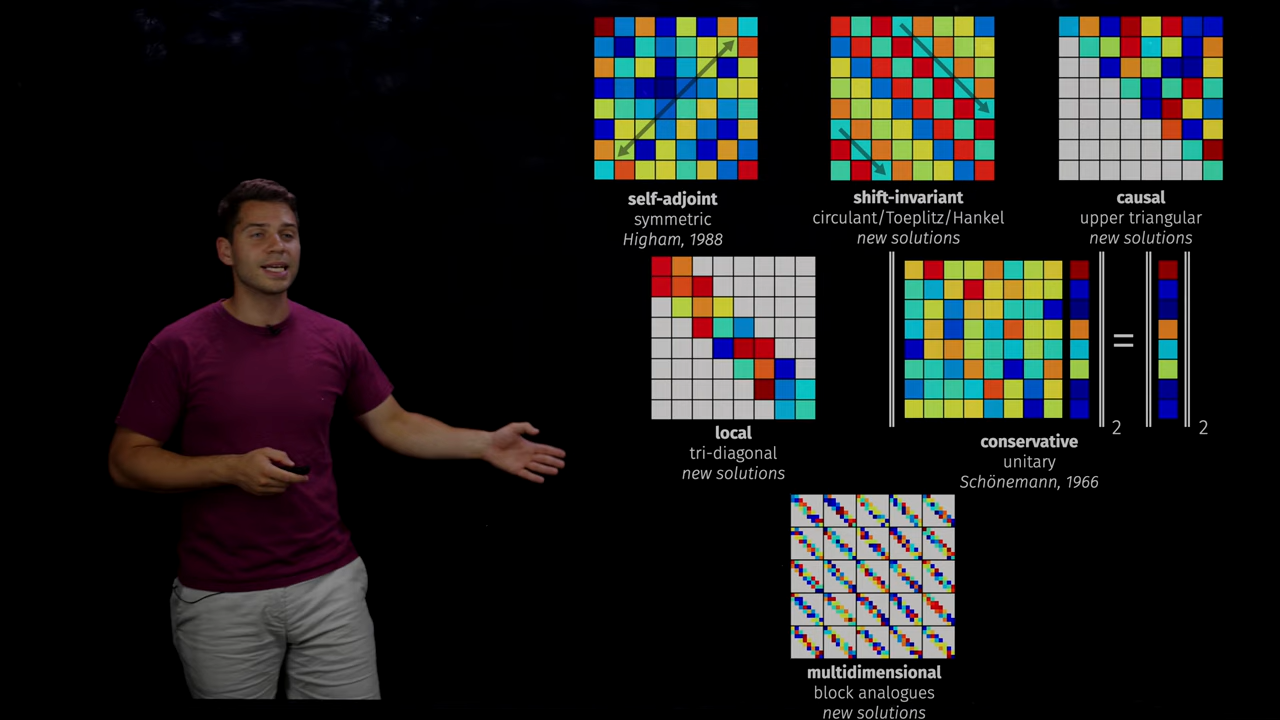 self-adjoint
symmetric
Higham, 1988
shift-invariant
circulant/Toeplitz/Hankel
new solutions
causal
upper triangular
new solutions
local
tri-diagonal
new solutions
=
2
2
conservative
unitary
Schönemann, 1966
multidimensional
block analogues
new solutions